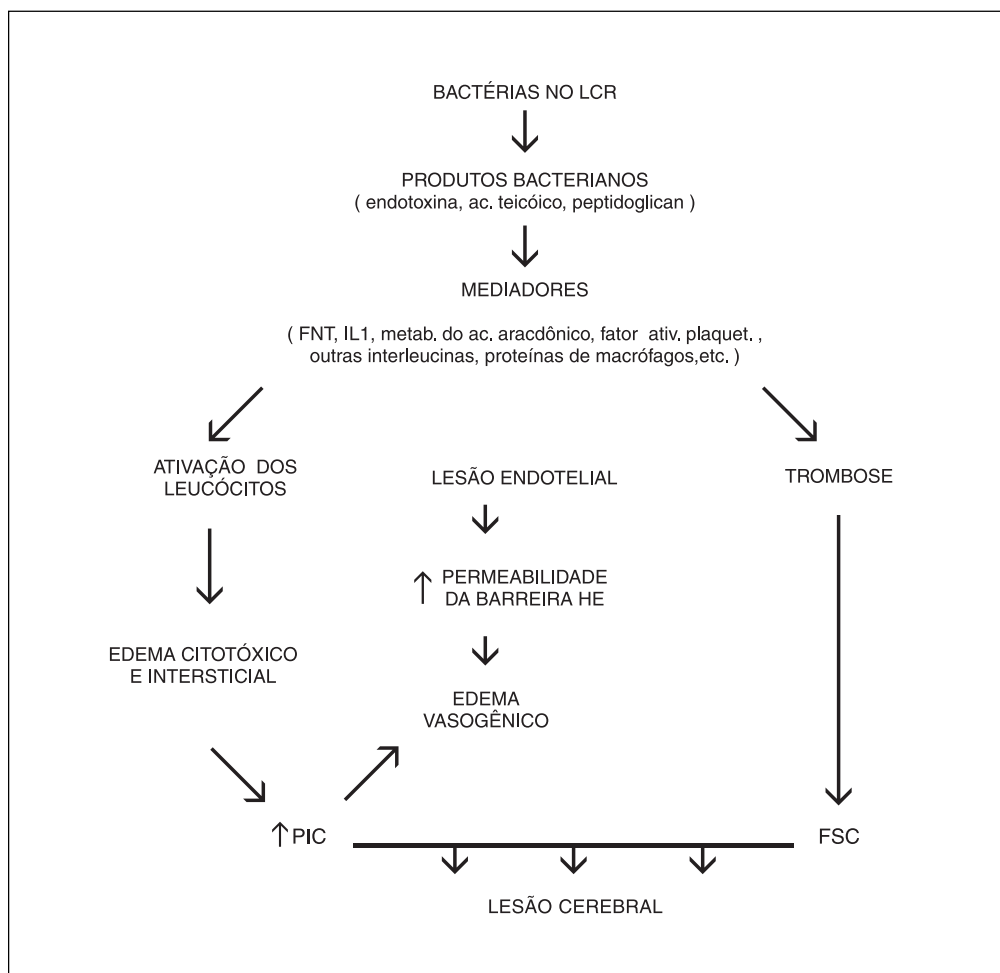 BACTÉRIAS NO LCR
PRODUTOS BACTERIANOS
( endotoxina, ac. teicóico, peptidoglican )
MEDIADORES
( FNT, IL1, metab. do ac. aracdônico, fator ativ. plaquet. ,
outras interleucinas, proteínas de macrófagos,etc. )
ATIVAÇÃO DOS
LEUCÓCITOS
LESÃO ENDOTELIAL
TROMBOSE
↑ PERMEABILIDADE
DA BARREIRA HE
EDEMA CITOTÓXICO
E INTERSTICIAL
EDEMA
VASOGÊNICO
↑ PIC
FSC
LESÃO CEREBRAL